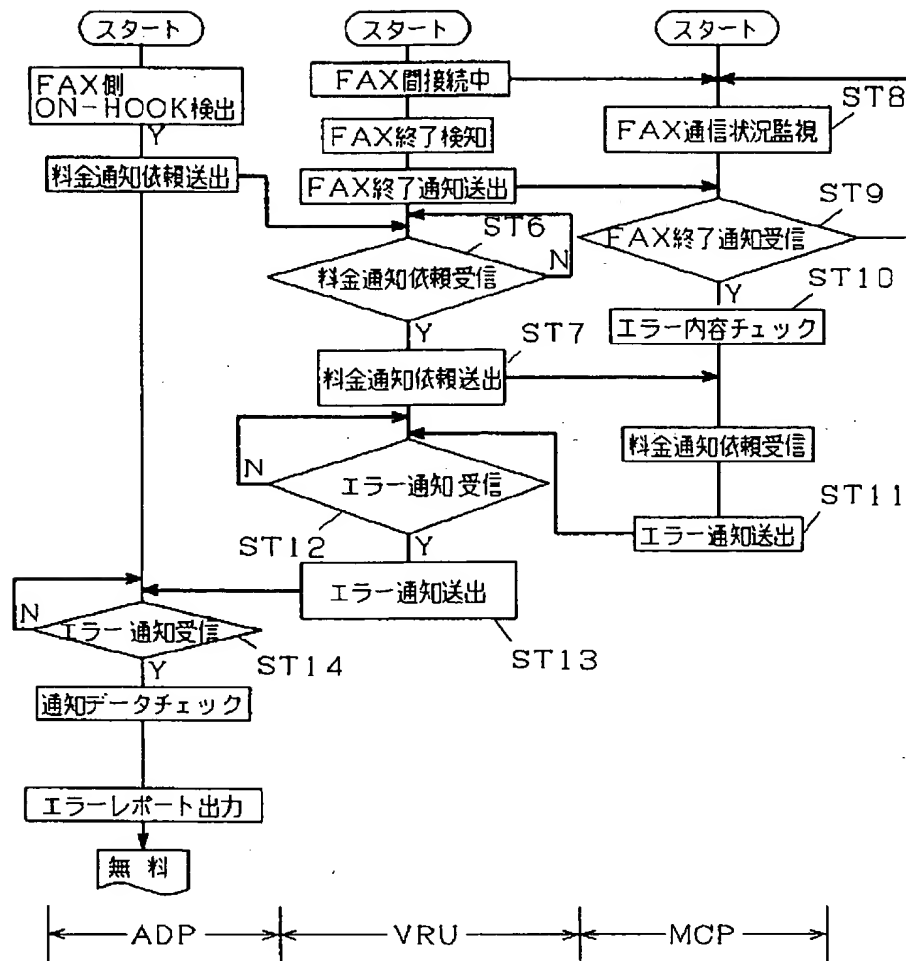 スタート
スタート
スタート
FAX側
ON-HOOK検出
Y
FAX間接続中
ST8
FAX通信状況監視
FAX終了検知
料金通知依頼送出
FAX終了通知送出
ST9
FAX終了通知受信
ST6
N
料金通知依頼受信
Y
ST10
エラー内容チェック
Y
ST7
料金通知依頼送出
料金通知依頼受信
N
エラー通知受信
ST11
エラー通知送出
ST12
Y
エラー通知送出
ST13
N
エラー通知受信
ST14
Y
通知データチェック
エラーレポート出力
無料
ADP
VRU
MCP